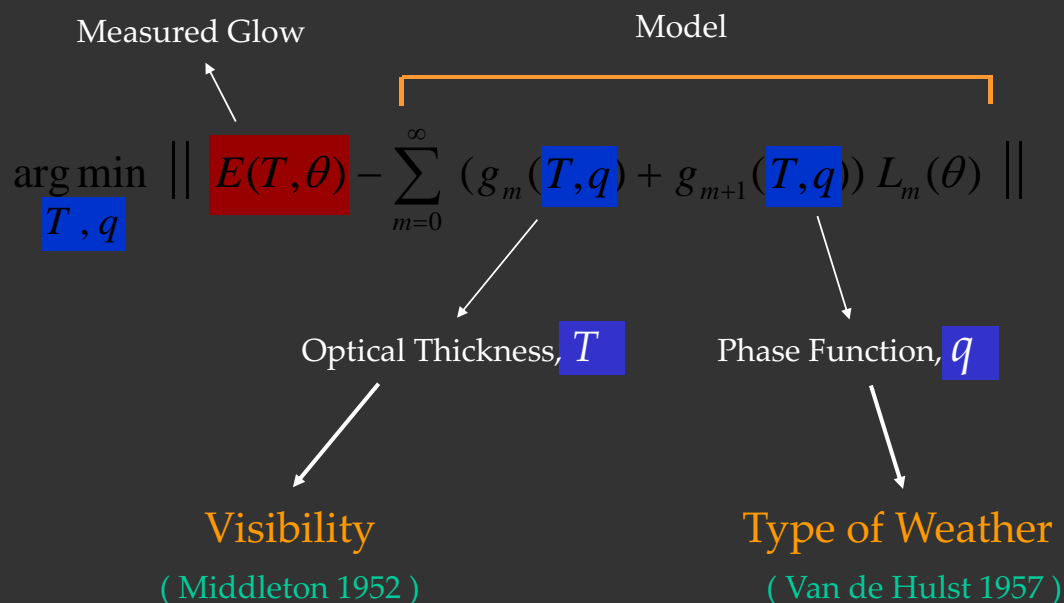 Measured Glow
Model
arg min || E(T, θ) − ∑ (g_m(T, q) + g_{m+1}(T, q)) L_m(θ) ||
T , q
∞
m=0
Optical Thickness, T
Phase Function, q
Visibility
Type of Weather
( Middleton 1952 )
( Van de Hulst 1957 )